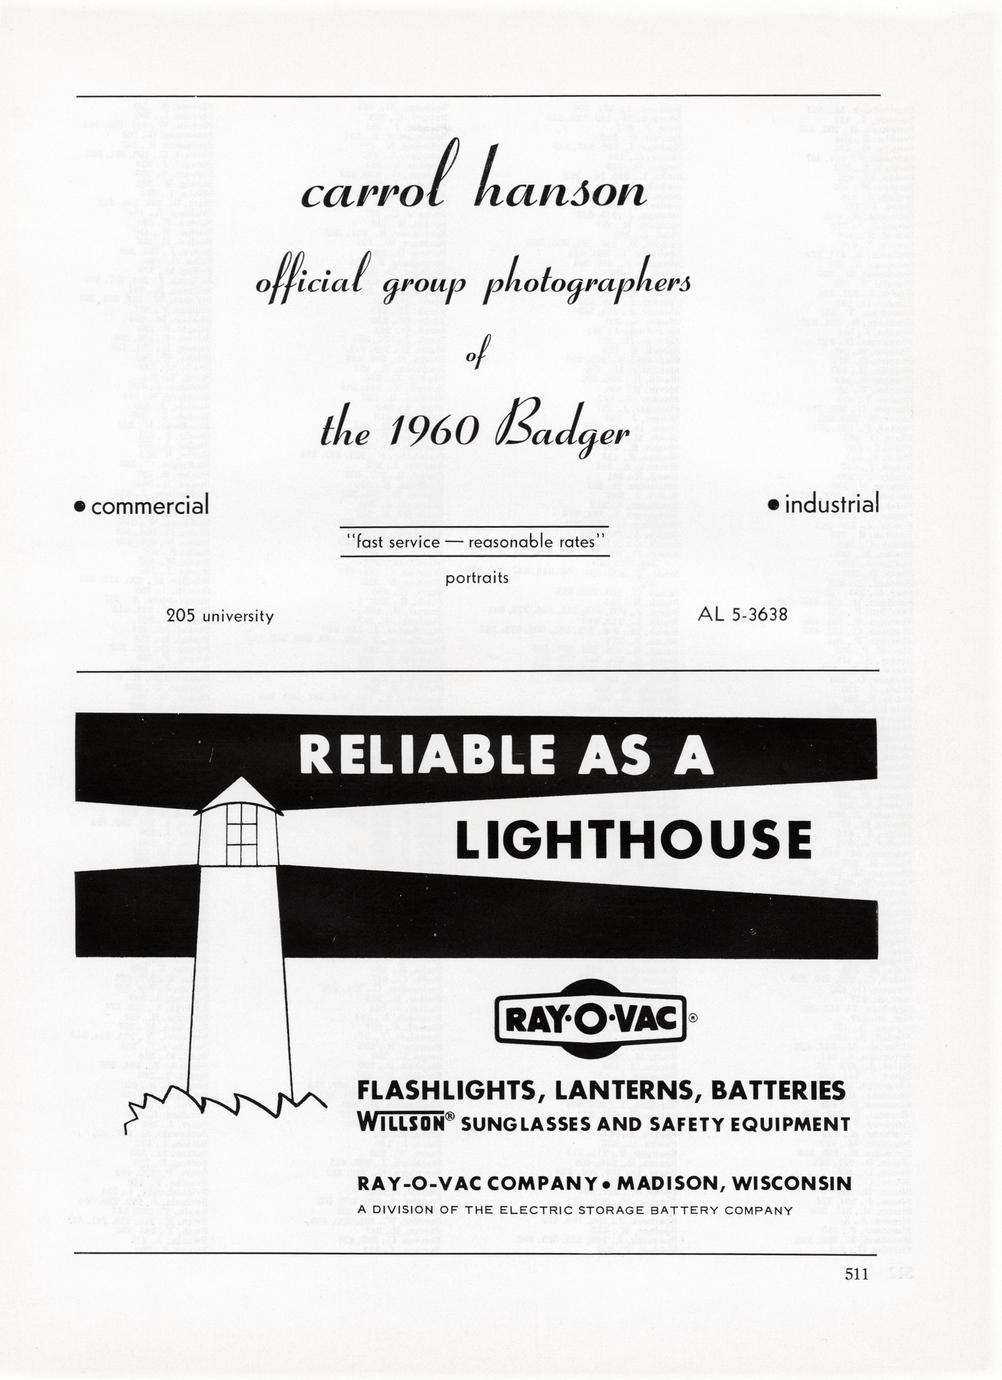 carrol hanson
official group photographers
of
the 1960 Badger
● commercial
● industrial
"fast service — reasonable rates"
portraits
205 university
AL 5-3638
RELIABLE AS A
LIGHTHOUSE
RAY·O·VAC®
FLASHLIGHTS, LANTERNS, BATTERIES
WILLSON® SUNGLASSES AND SAFETY EQUIPMENT
RAY-O-VAC COMPANY • MADISON, WISCONSIN
A DIVISION OF THE ELECTRIC STORAGE BATTERY COMPANY
511